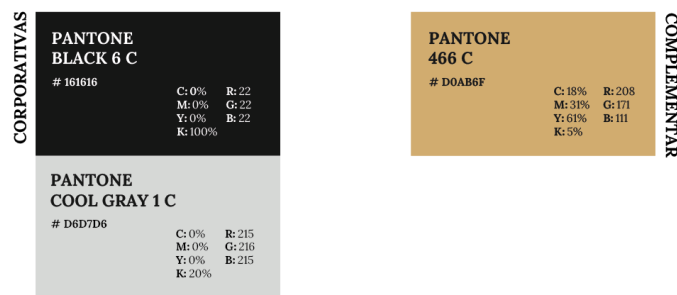 CORPORATIVAS
PANTONE
BLACK 6 C
# 161616
C: 0% R: 22
M: 0% G: 22
Y: 0% B: 22
K: 100%
PANTONE
COOL GRAY 1 C
# D6D7D6
C: 0% R: 215
M: 0% G: 216
Y: 0% B: 215
K: 20%
PANTONE
466 C
# D0AB6F
C: 18% R: 208
M: 31% G: 171
Y: 61% B: 111
K: 5%
COMPLEMENTAR